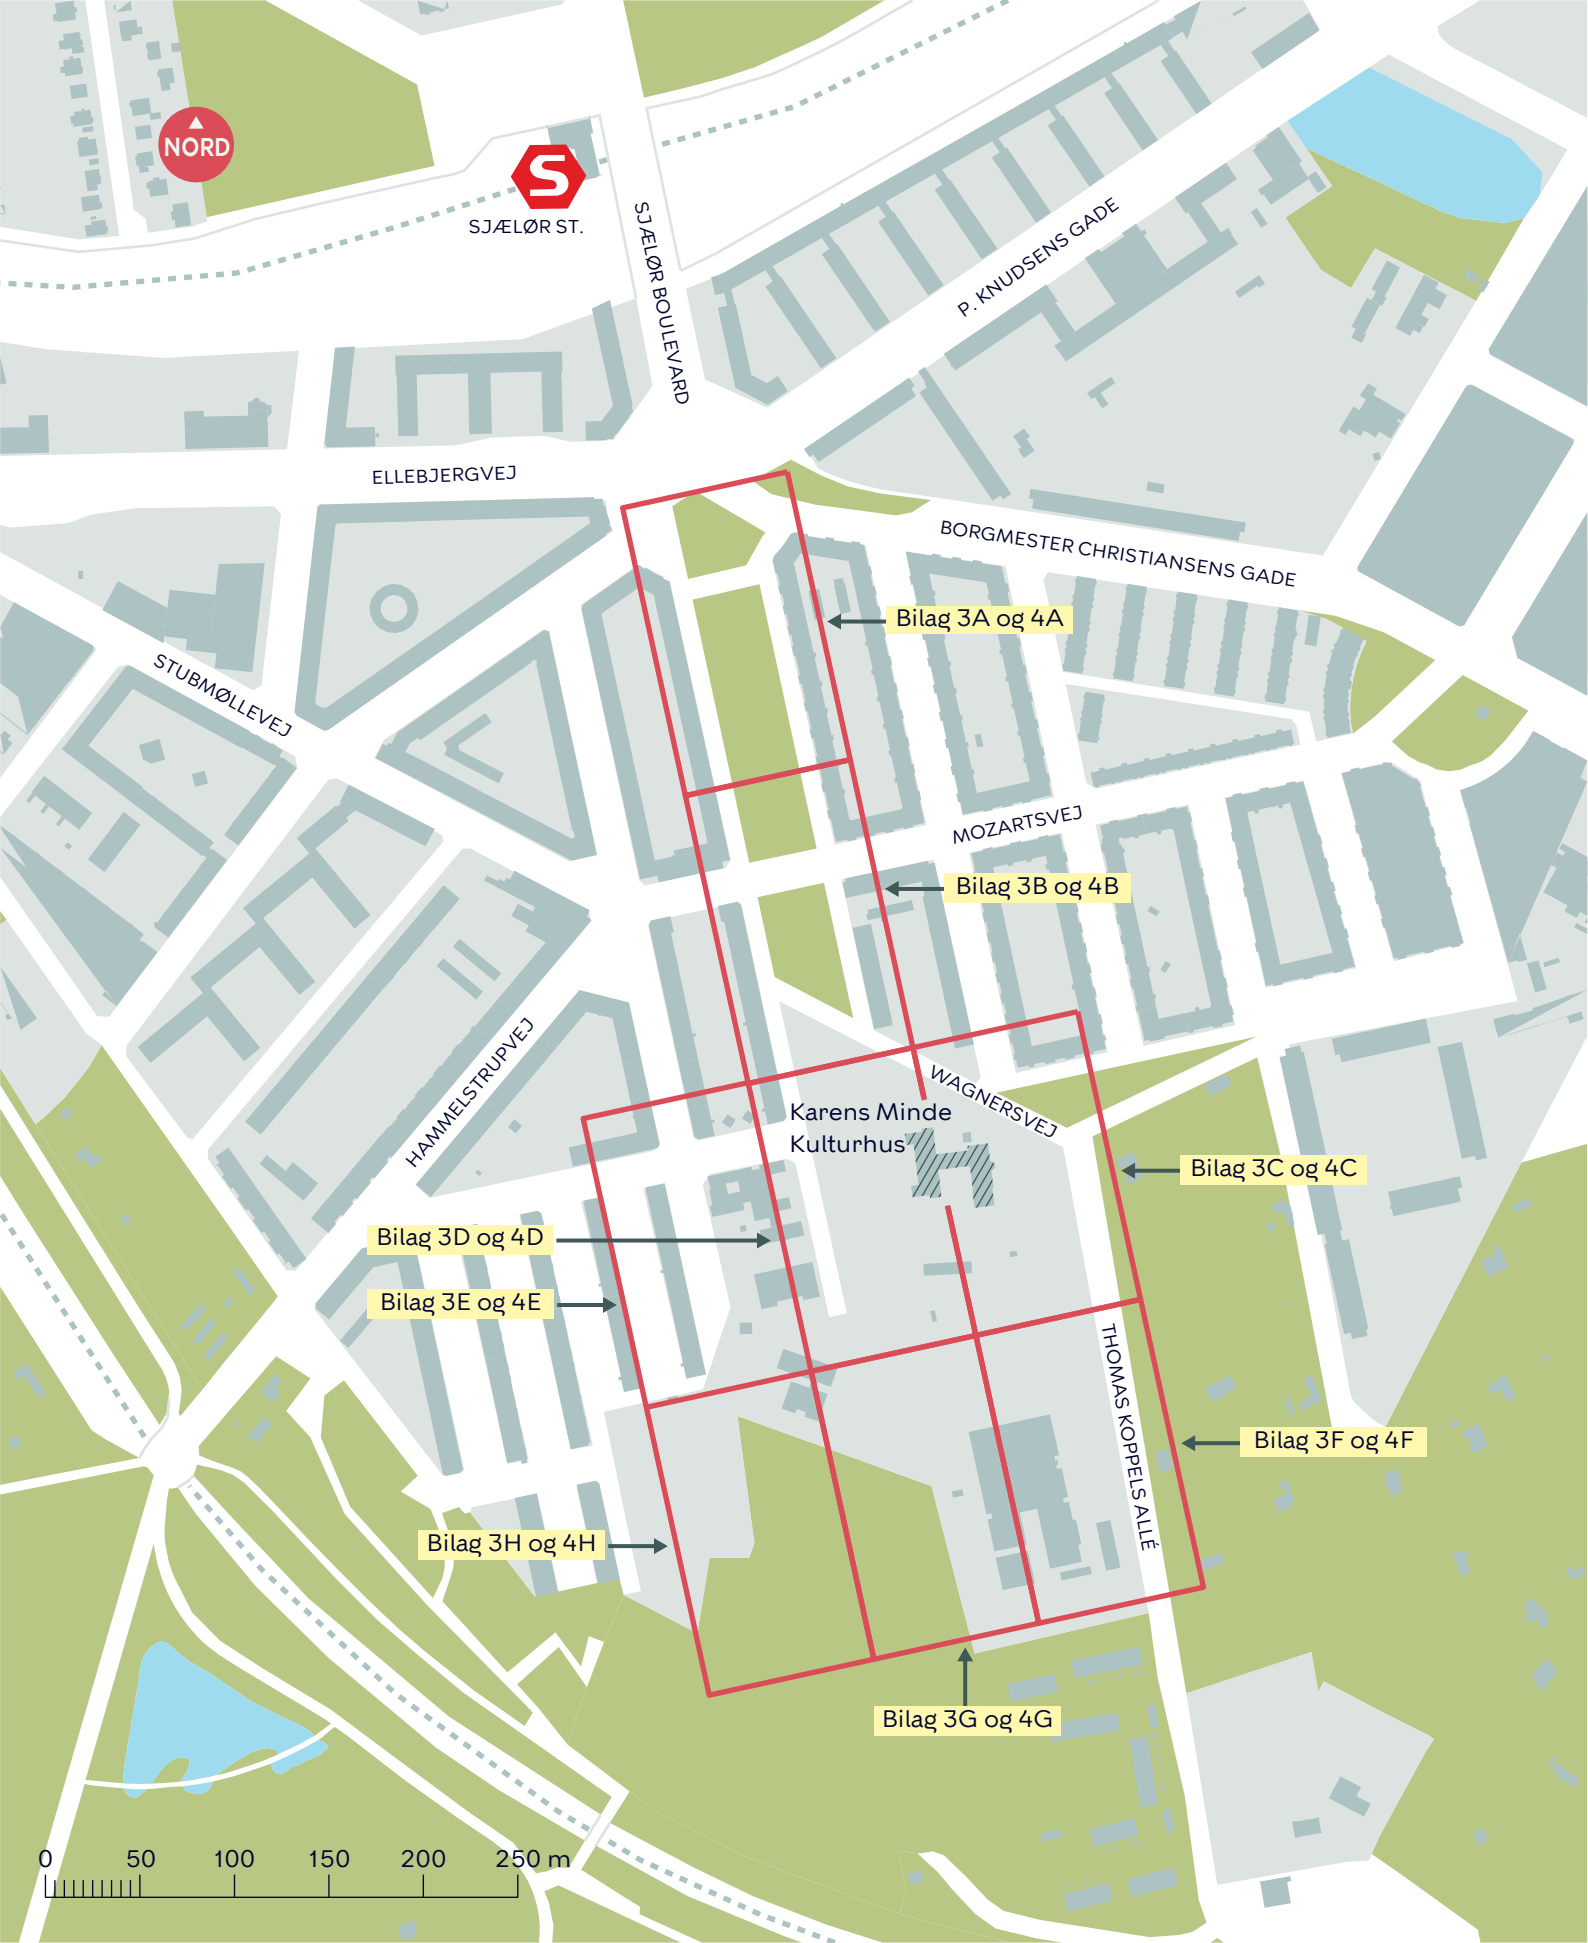 NORD
S
SJÆLØR ST.
SJÆLØR BOULEVARD
P. KNUDSENS GADE
ELLEBJERGVEJ
BORGMESTER CHRISTIANSENS GADE
Bilag 3A og 4A
STUBMØLLEVEJ
MOZARTSVEJ
Bilag 3B og 4B
HAMMELSTRUPVEJ
WAGNERSVEJ
Karens Minde
Kulturhus
Bilag 3C og 4C
Bilag 3D og 4D
Bilag 3E og 4E
THOMAS KOPPELS ALLÉ
Bilag 3F og 4F
Bilag 3H og 4H
Bilag 3G og 4G
0 50 100 150 200 250 m